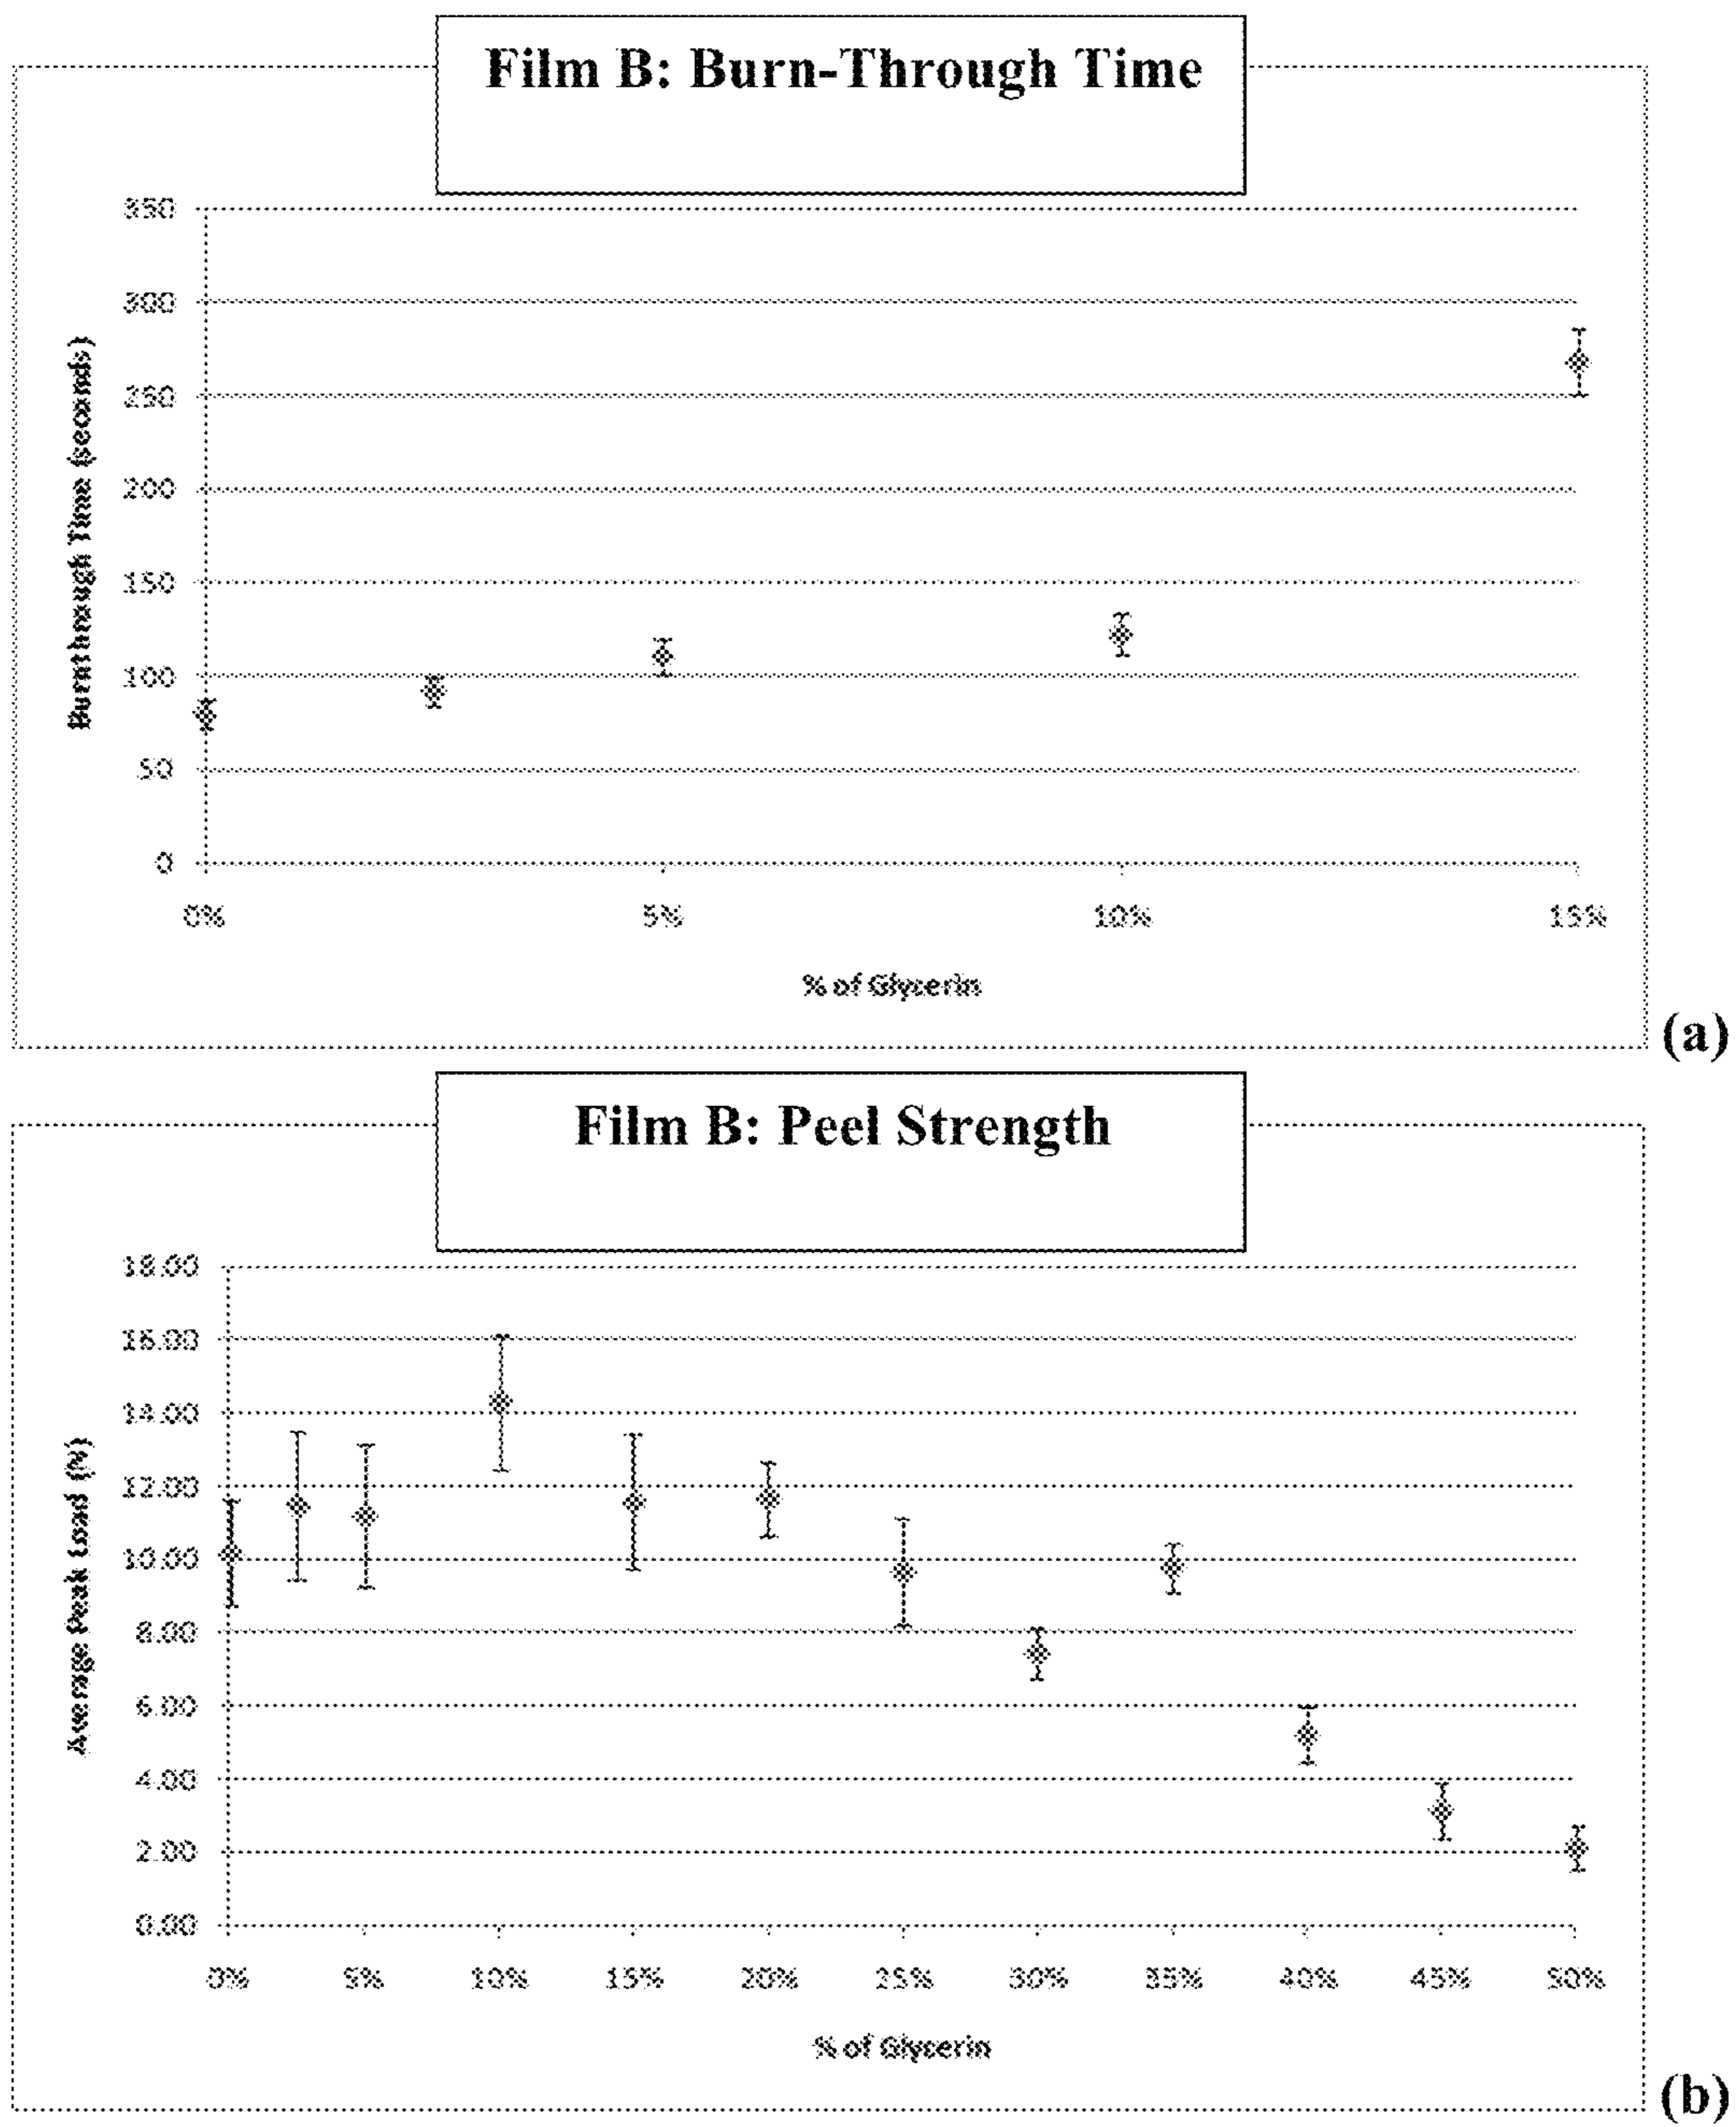 Film B: Burn-Through Time
350
300
250
200
150
100
50
0
Burnthrough Time (seconds)
0% 5% 10% 15%
% of Glycerin
(a)
Film B: Peel Strength
18.00
16.00
14.00
12.00
10.00
8.00
6.00
4.00
2.00
0.00
Average Peak Load (N)
0% 5% 10% 15% 20% 25% 30% 35% 40% 45% 50%
% of Glycerin
(b)